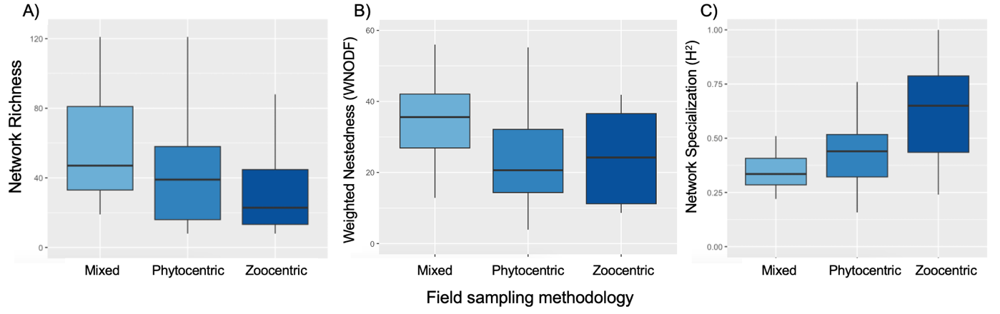 A)
Network Richness
120
80
40
0
Mixed Phytocentric Zoocentric
B)
Weighted Nestedness (WNODF)
60
40
20
0
Mixed Phytocentric Zoocentric
C)
Network Specialization (H²)
1.00
0.75
0.50
0.25
0.00
Mixed Phytocentric Zoocentric
Field sampling methodology